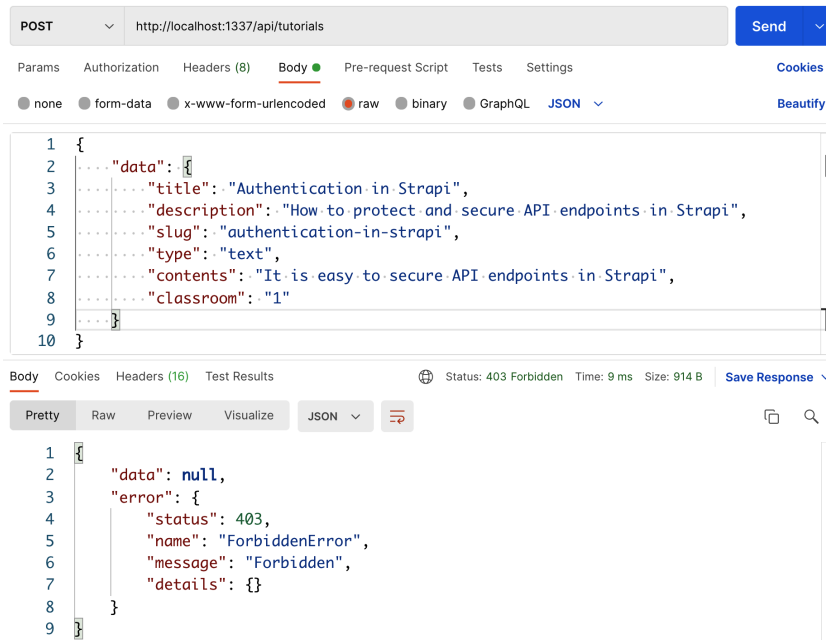 POST http://localhost:1337/api/tutorials Send
Params Authorization Headers (8) Body Pre-request Script Tests Settings Cookies
none form-data x-www-form-urlencoded raw binary GraphQL JSON Beautify
1 {
2 "data": {
3 "title": "Authentication in Strapi",
4 "description": "How to protect and secure API endpoints in Strapi",
5 "slug": "authentication-in-strapi",
6 "type": "text",
7 "contents": "It is easy to secure API endpoints in Strapi",
8 "classroom": "1"
9 }
10 }
Body Cookies Headers (16) Test Results Status: 403 Forbidden Time: 9 ms Size: 914 B Save Response
Pretty Raw Preview Visualize JSON
1 {
2 "data": null,
3 "error": {
4 "status": 403,
5 "name": "ForbiddenError",
6 "message": "Forbidden",
7 "details": {}
8 }
9 }